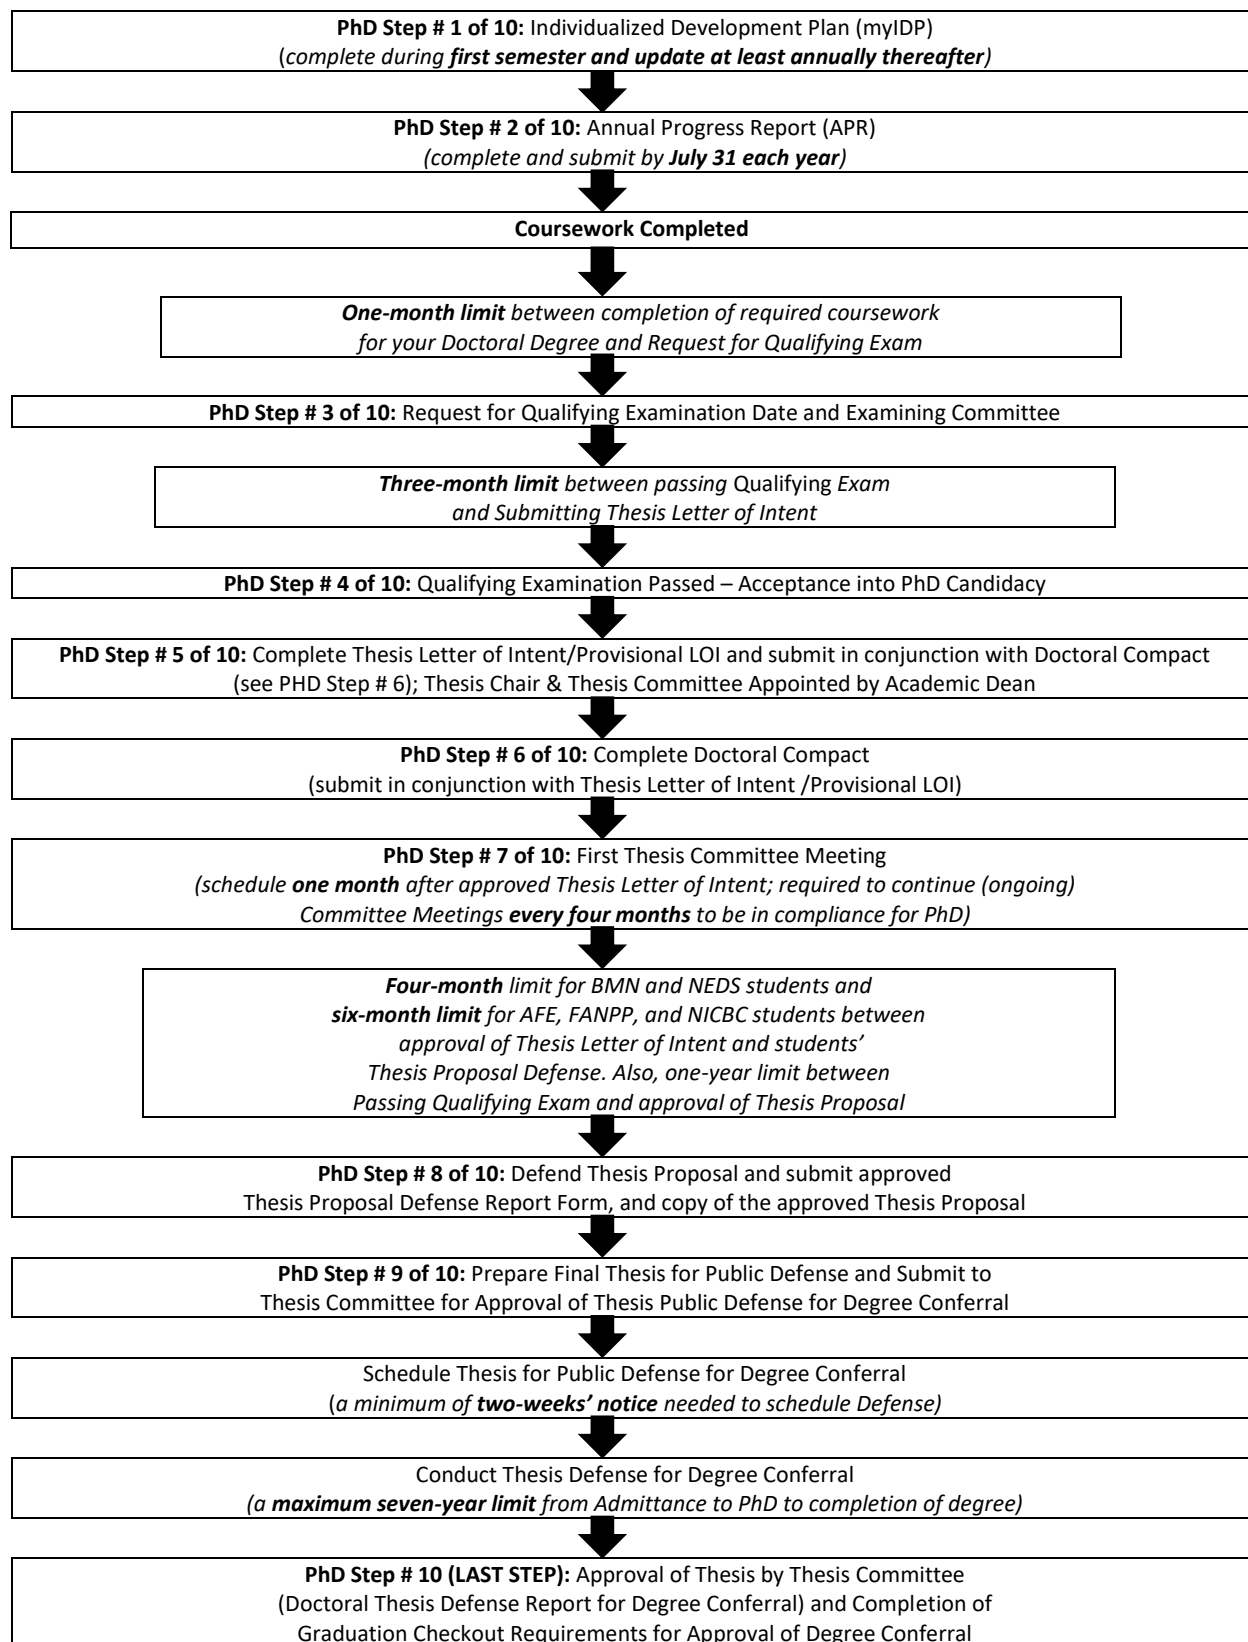 PhD Step # 1 of 10: Individualized Development Plan (myIDP)
(complete during first semester and update at least annually thereafter)
PhD Step # 2 of 10: Annual Progress Report (APR)
(complete and submit by July 31 each year)
Coursework Completed
One-month limit between completion of required coursework
for your Doctoral Degree and Request for Qualifying Exam
PhD Step # 3 of 10: Request for Qualifying Examination Date and Examining Committee
Three-month limit between passing Qualifying Exam
and Submitting Thesis Letter of Intent
PhD Step # 4 of 10: Qualifying Examination Passed – Acceptance into PhD Candidacy
PhD Step # 5 of 10: Complete Thesis Letter of Intent/Provisional LOI and submit in conjunction with Doctoral Compact
(see PHD Step # 6); Thesis Chair & Thesis Committee Appointed by Academic Dean
PhD Step # 6 of 10: Complete Doctoral Compact
(submit in conjunction with Thesis Letter of Intent /Provisional LOI)
PhD Step # 7 of 10: First Thesis Committee Meeting
(schedule one month after approved Thesis Letter of Intent; required to continue (ongoing)
Committee Meetings every four months to be in compliance for PhD)
Four-month limit for BMN and NEDS students and
six-month limit for AFE, FANPP, and NICBC students between
approval of Thesis Letter of Intent and students’
Thesis Proposal Defense. Also, one-year limit between
Passing Qualifying Exam and approval of Thesis Proposal
PhD Step # 8 of 10: Defend Thesis Proposal and submit approved
Thesis Proposal Defense Report Form, and copy of the approved Thesis Proposal
PhD Step # 9 of 10: Prepare Final Thesis for Public Defense and Submit to
Thesis Committee for Approval of Thesis Public Defense for Degree Conferral
Schedule Thesis for Public Defense for Degree Conferral
(a minimum of two-weeks’ notice needed to schedule Defense)
Conduct Thesis Defense for Degree Conferral
(a maximum seven-year limit from Admittance to PhD to completion of degree)
PhD Step # 10 (LAST STEP): Approval of Thesis by Thesis Committee
(Doctoral Thesis Defense Report for Degree Conferral) and Completion of
Graduation Checkout Requirements for Approval of Degree Conferral